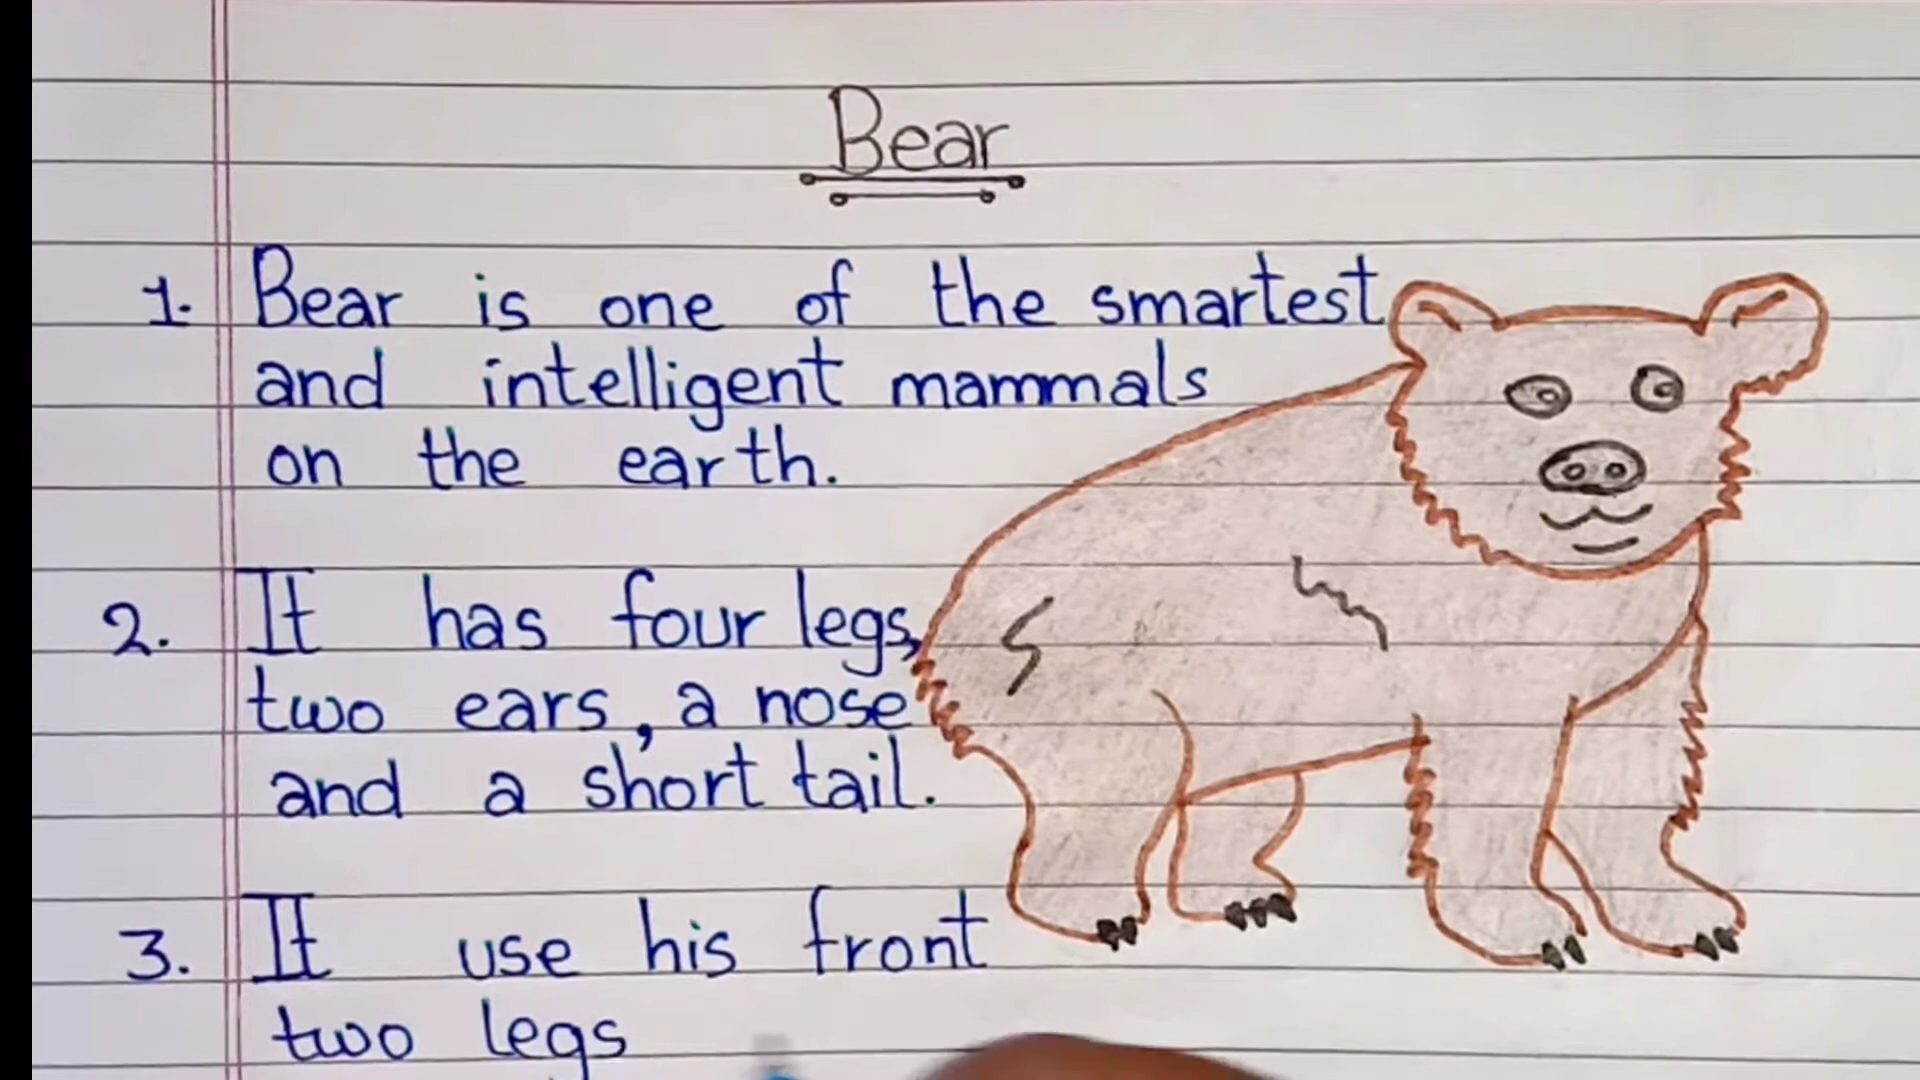 Bear
1. Bear is one of the smartest
and intelligent mammals
on the earth.
2. It has four legs,
two ears, a nose
and a short tail.
3. It use his front
two legs